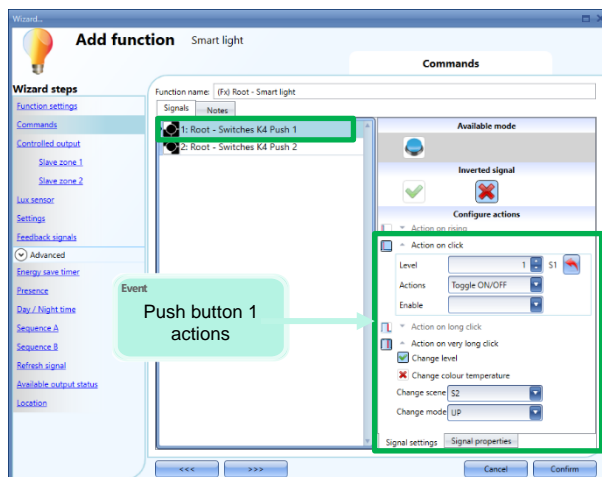 Wizard...
Add function Smart light
Commands
Wizard steps
Function settings
Commands
Controlled output
Slave zone 1
Slave zone 2
Lux sensor
Settings
Feedback signals
Advanced
Energy save timer
Presence
Day / Night time
Sequence A
Sequence B
Refresh signal
Available output status
Location
Function name: (Fx) Root - Smart light
Signals Notes
1: Root - Switches K4 Push 1
2: Root - Switches K4 Push 2
Event
Push button 1
actions
Available mode
Inverted signal
Configure actions
Action on rising
Action on click
Level 1 S1
Actions Toggle ON/OFF
Enable
Action on long click
Action on very long click
Change level
Change colour temperature
Change scene S2
Change mode UP
Signal settings Signal properties
<<< >>> Cancel Confirm